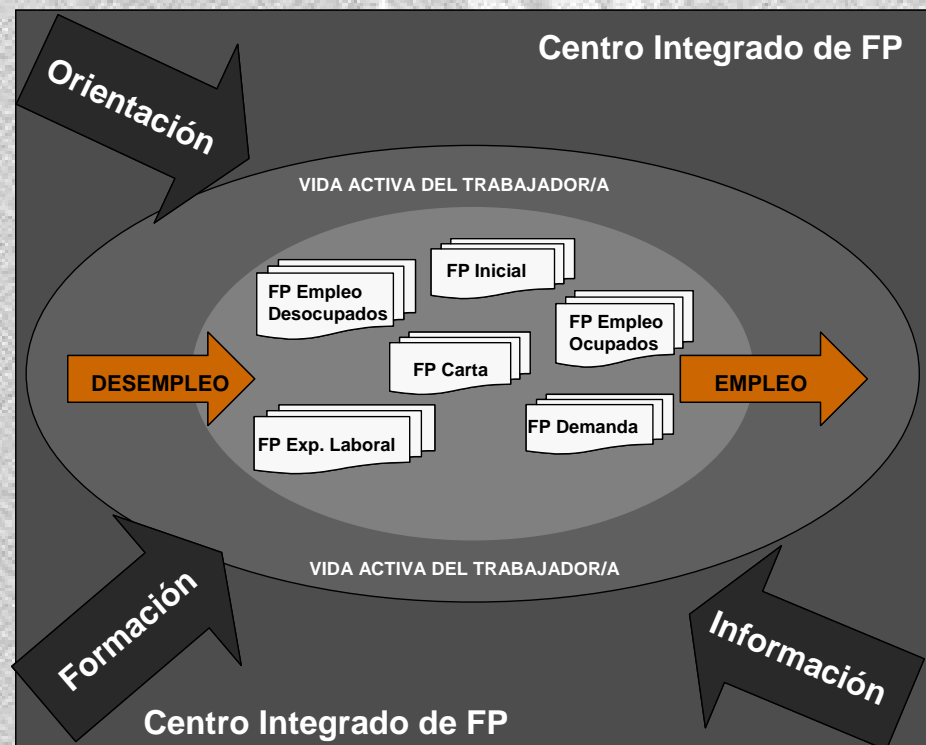 Centro Integrado de FP
Orientación
VIDA ACTIVA DEL TRABAJADOR/A
FP Inicial
FP Empleo
Desocupados
FP Empleo
Ocupados
FP Carta
DESEMPLEO
EMPLEO
FP Exp. Laboral
FP Demanda
VIDA ACTIVA DEL TRABAJADOR/A
Formación
Información
Centro Integrado de FP